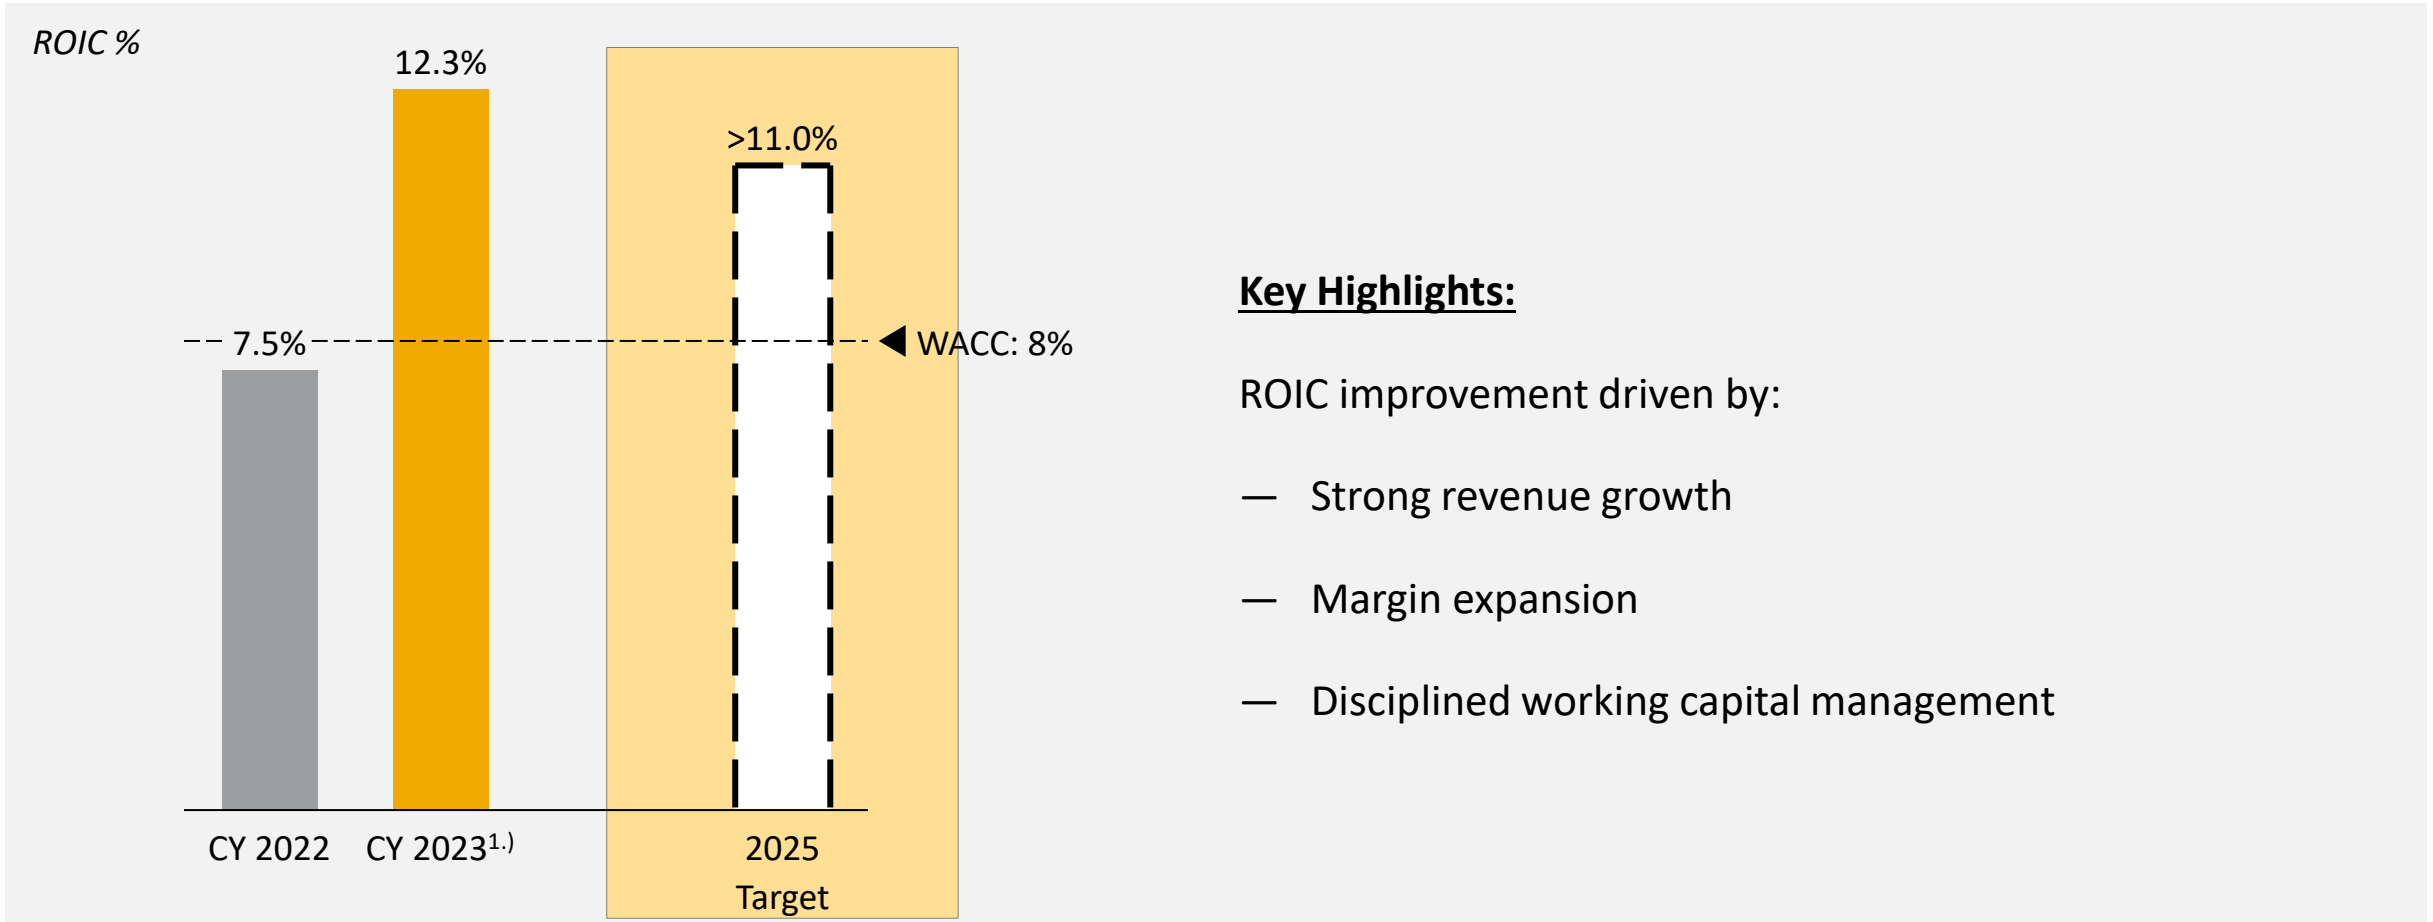 ROIC %
12.3%
>11.0%
7.5%
WACC: 8%
CY 2022
CY 2023¹·⁾
2025
Target
Key Highlights:
ROIC improvement driven by:
— Strong revenue growth
— Margin expansion
— Disciplined working capital management